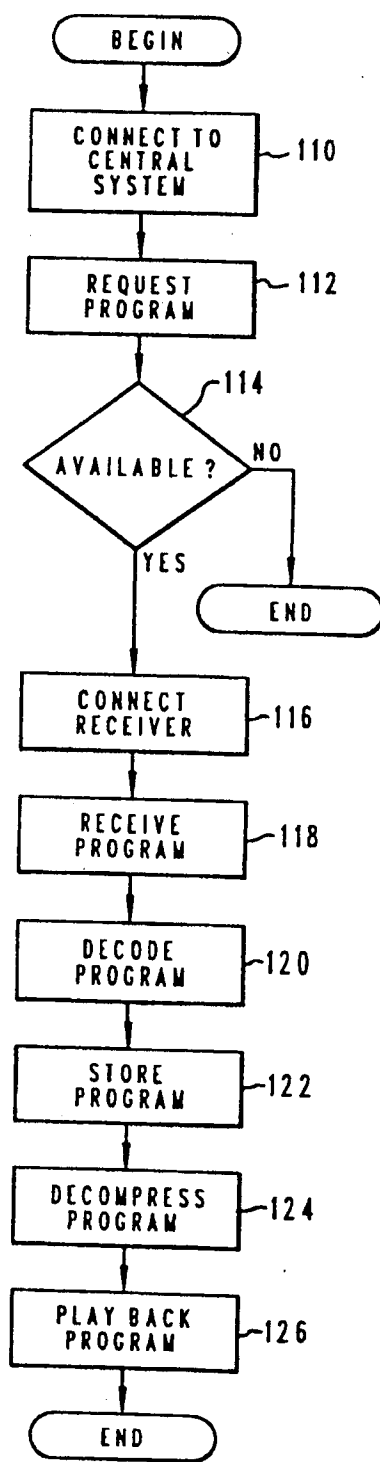 BEGIN
CONNECT TO
CENTRAL
SYSTEM
110
REQUEST
PROGRAM
112
114
AVAILABLE ?
NO
YES
END
CONNECT
RECEIVER
116
RECEIVE
PROGRAM
118
DECODE
PROGRAM
120
STORE
PROGRAM
122
DECOMPRESS
PROGRAM
124
PLAY BACK
PROGRAM
126
END